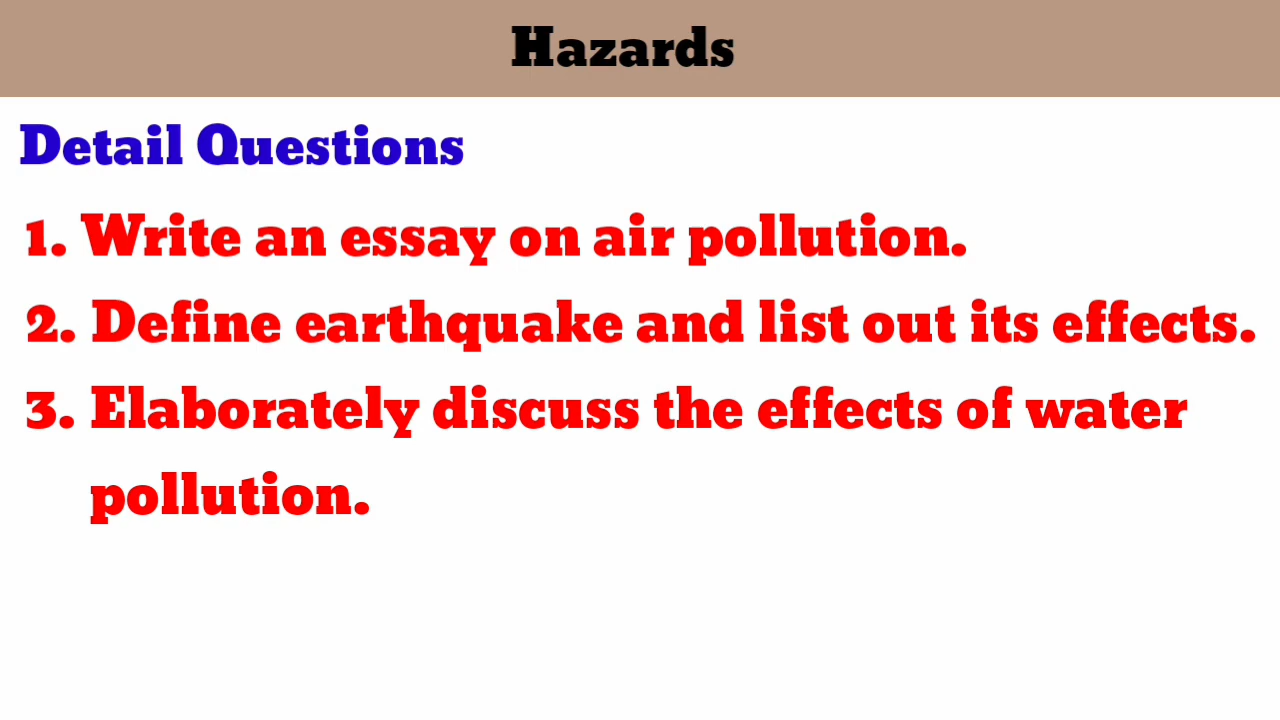 Hazards
Detail Questions
1. Write an essay on air pollution.
2. Define earthquake and list out its effects.
3. Elaborately discuss the effects of water
pollution.